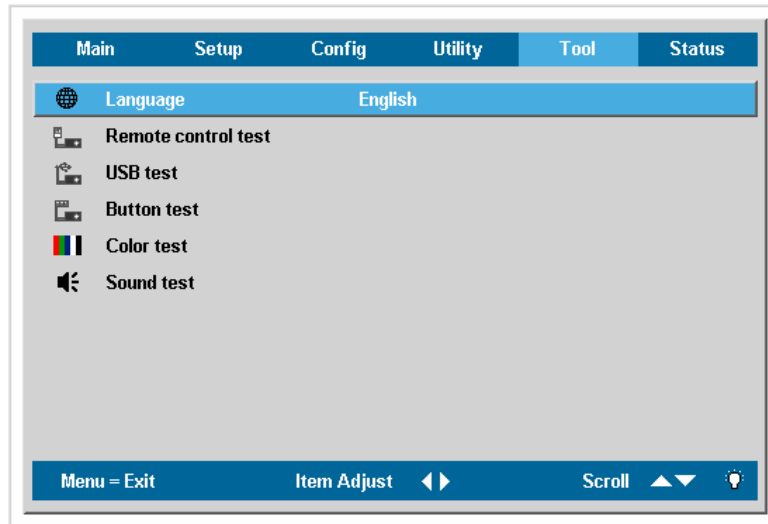 Main Setup Config Utility Tool Status
Language English
Remote control test
USB test
Button test
Color test
Sound test
Menu = Exit Item Adjust Scroll